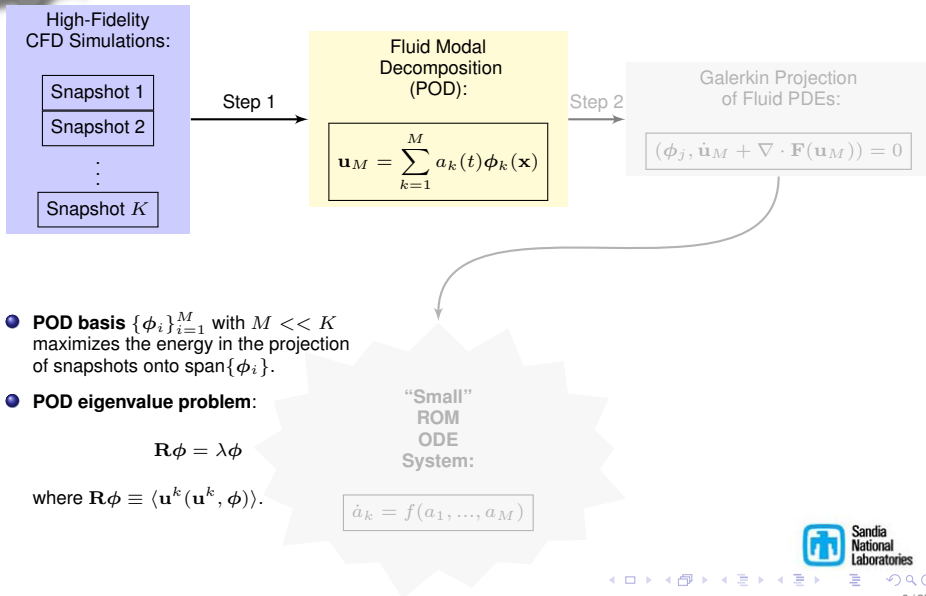 High-Fidelity
CFD Simulations:
Snapshot 1
Snapshot 2
⋮
Snapshot K
Step 1
Fluid Modal
Decomposition
(POD):
u_M = ∑_{k=1}^{M} a_k(t)ϕ_k(x)
Step 2
Galerkin Projection
of Fluid PDEs:
(ϕ_j, u̇_M + ∇ · F(u_M)) = 0
POD basis {ϕ_i}_{i=1}^{M} with M << K
maximizes the energy in the projection
of snapshots onto span{ϕ_i}.
POD eigenvalue problem:
Rϕ = λϕ
where Rϕ ≡ ⟨u^k(u^k, ϕ)⟩.
“Small”
ROM
ODE
System:
ȧ_k = f(a_1, ..., a_M)
Sandia
National
Laboratories